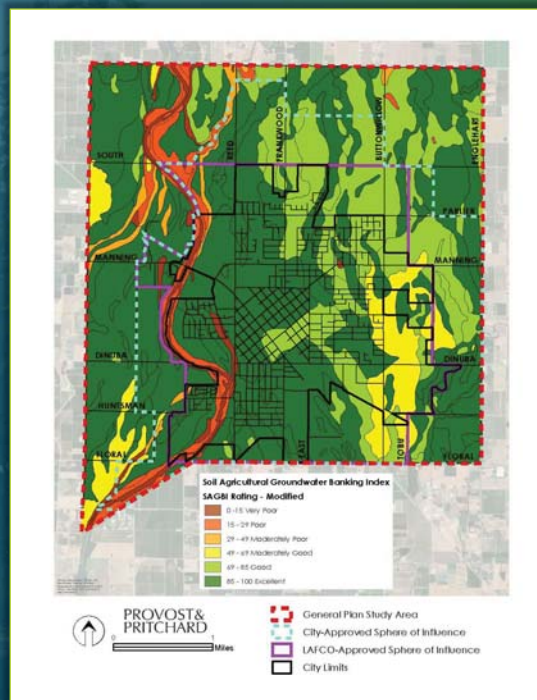 SOUTH
REED
FRANKWOOD
BUTTONWILLOW
ENGLEHART
PARLIER
MANNING
MANNING
DINUBA
DINUBA
HUNTSMAN
FLORAL
EAST
TOBU
FLORAL
Soil Agricultural Groundwater Banking Index
SAGBI Rating - Modified
0 -15 Very Poor
15 - 29 Poor
29 - 49 Moderately Poor
49 - 69 Moderately Good
69 - 85 Good
85 - 100 Excellent
PROVOST&
PRITCHARD
0 1
Miles
General Plan Study Area
City-Approved Sphere of Influence
LAFCO-Approved Sphere of Influence
City Limits